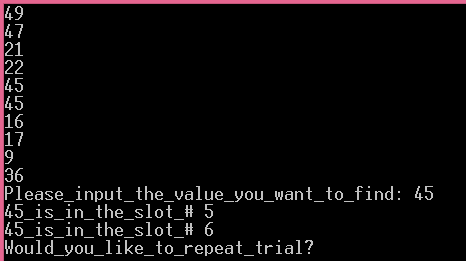 49
47
21
22
45
45
16
17
9
36
Please_input_the_value_you_want_to_find: 45
45_is_in_the_slot_# 5
45_is_in_the_slot_# 6
Would_you_like_to_repeat_trial?